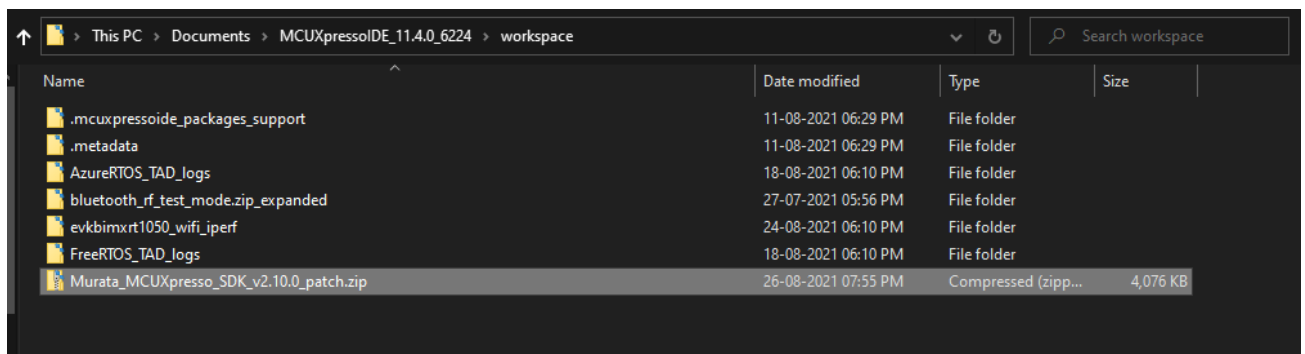 This PC > Documents > MCUXpressoIDE_11.4.0_6224 > workspace Search workspace
Name Date modified Type Size
.mcuxpressoide_packages_support 11-08-2021 06:29 PM File folder
.metadata 11-08-2021 06:29 PM File folder
AzureRTOS_TAD_logs 18-08-2021 06:10 PM File folder
bluetooth_rf_test_mode.zip_expanded 27-07-2021 05:56 PM File folder
evkbimxrt1050_wifi_iperf 24-08-2021 06:10 PM File folder
FreeRTOS_TAD_logs 18-08-2021 06:10 PM File folder
Murata_MCUXpresso_SDK_v2.10.0_patch.zip 26-08-2021 07:55 PM Compressed (zipp... 4,076 KB